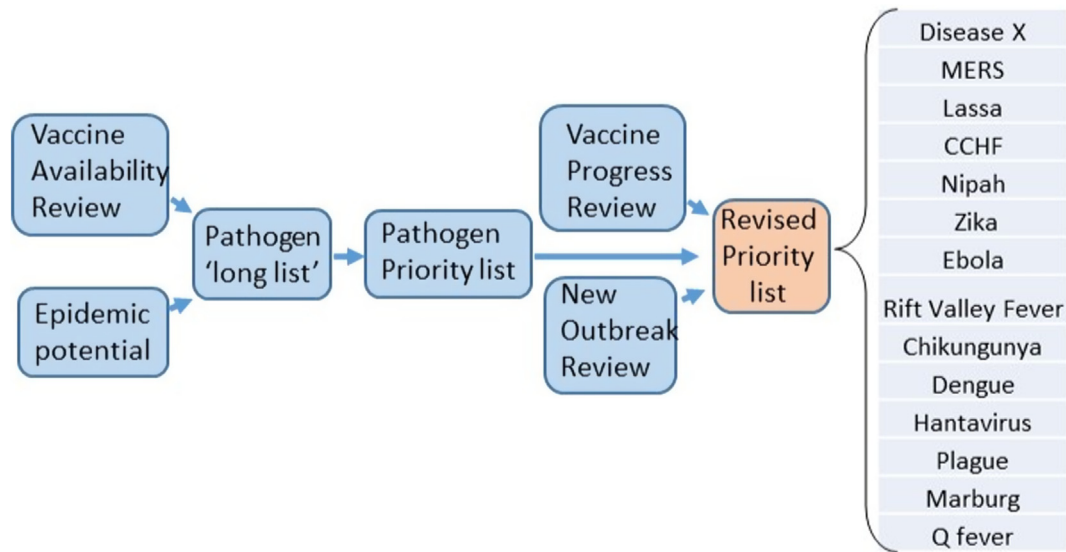 Vaccine
Availability
Review
Epidemic
potential
Pathogen
‘long list’
Pathogen
Priority list
Vaccine
Progress
Review
New
Outbreak
Review
Revised
Priority
list
Disease X
MERS
Lassa
CCHF
Nipah
Zika
Ebola
Rift Valley Fever
Chikungunya
Dengue
Hantavirus
Plague
Marburg
Q fever